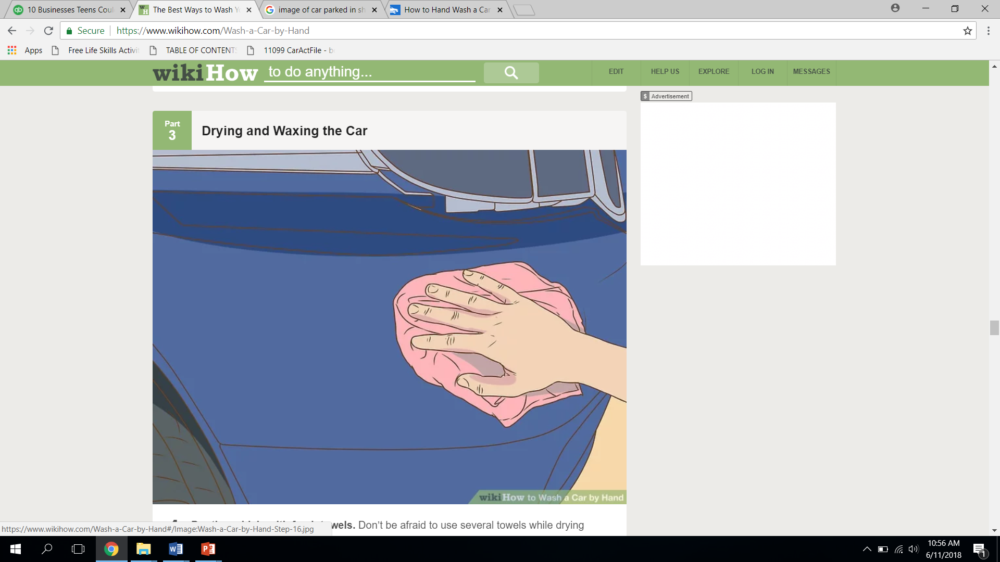 10 Businesses Teens Coul
The Best Ways to Wash Y
image of car parked in sh
How to Hand Wash a Car
Secure
https://www.wikihow.com/Wash-a-Car-by-Hand
Apps
Free Life Skills Activit
TABLE OF CONTENTS
11099 CarActFile - b
wikiHow to do anything...
EDIT
HELP US
EXPLORE
LOG IN
MESSAGES
$ Advertisement
Part
3
Drying and Waxing the Car
wikiHow to Wash a Car by Hand
wels. Don't be afraid to use several towels while drying
https://www.wikihow.com/Wash-a-Car-by-Hand#/Image:Wash-a-Car-by-Hand-Step-16.jpg
10:56 AM
6/11/2018
1